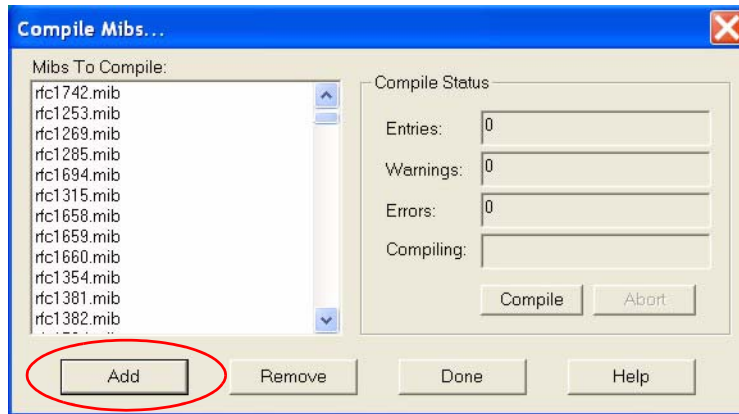 Compile Mibs...
Mibs To Compile:
rfc1742.mib
rfc1253.mib
rfc1269.mib
rfc1285.mib
rfc1694.mib
rfc1315.mib
rfc1658.mib
rfc1659.mib
rfc1660.mib
rfc1354.mib
rfc1381.mib
rfc1382.mib
Compile Status
Entries: 0
Warnings: 0
Errors: 0
Compiling:
Compile Abort
Add Remove Done Help